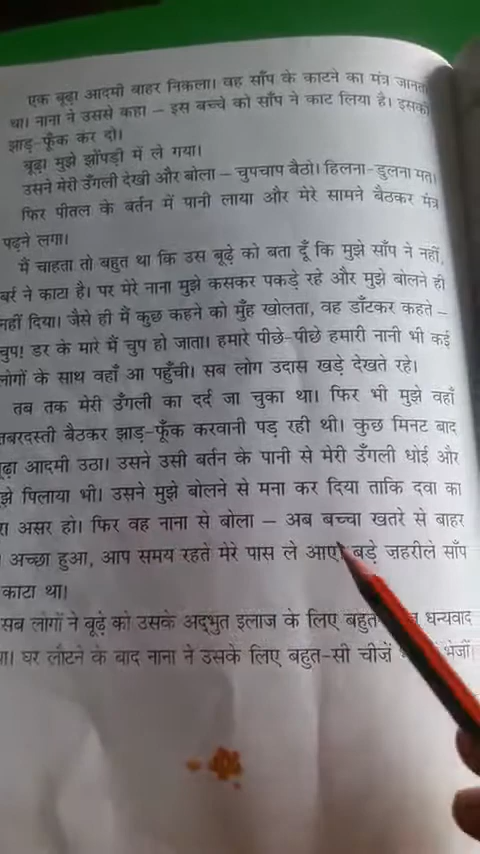 एक बूढ़ा आदमी बाहर निकला। वह साँप के काटने का मंत्र जानता
था। नाना ने उससे कहा – इस बच्चे को साँप ने काट लिया है। इसकी
झाड़-फूँक कर दो।
बूढ़ा मुझे झोंपड़ी में ले गया।
उसने मेरी उँगली देखी और बोला – चुपचाप बैठो। हिलना-डुलना मत।
फिर पीतल के बर्तन में पानी लाया और मेरे सामने बैठकर मंत्र
पढ़ने लगा।
मैं चाहता तो बहुत था कि उस बूढ़े को बता दूँ कि मुझे साँप ने नहीं,
बर्र ने काटा है। पर मेरे नाना मुझे कसकर पकड़े रहे और मुझे बोलने ही
नहीं दिया। जैसे ही मैं कुछ कहने को मुँह खोलता, वह डाँटकर कहते –
चुप! डर के मारे मैं चुप हो जाता। हमारे पीछे-पीछे हमारी नानी भी कई
लोगों के साथ वहाँ आ पहुँची। सब लोग उदास खड़े देखते रहे।
तब तक मेरी उँगली का दर्द जा चुका था। फिर भी मुझे वहाँ
जबरदस्ती बैठकर झाड़-फूँक करवानी पड़ रही थी। कुछ मिनट बाद
बूढ़ा आदमी उठा। उसने उसी बर्तन के पानी से मेरी उँगली धोई और
मुझे पिलाया भी। उसने मुझे बोलने से मना कर दिया ताकि दवा का
असर हो। फिर वह नाना से बोला – अब बच्चा खतरे से बाहर
अच्छा हुआ, आप समय रहते मेरे पास ले आए। बड़े ज़हरीले साँप
काटा था।
सब लोगों ने बूढ़े को उसके अद्भुत इलाज के लिए बहुत धन्यवाद
घर लौटने के बाद नाना ने उसके लिए बहुत-सी चीज़ें भेजीं।